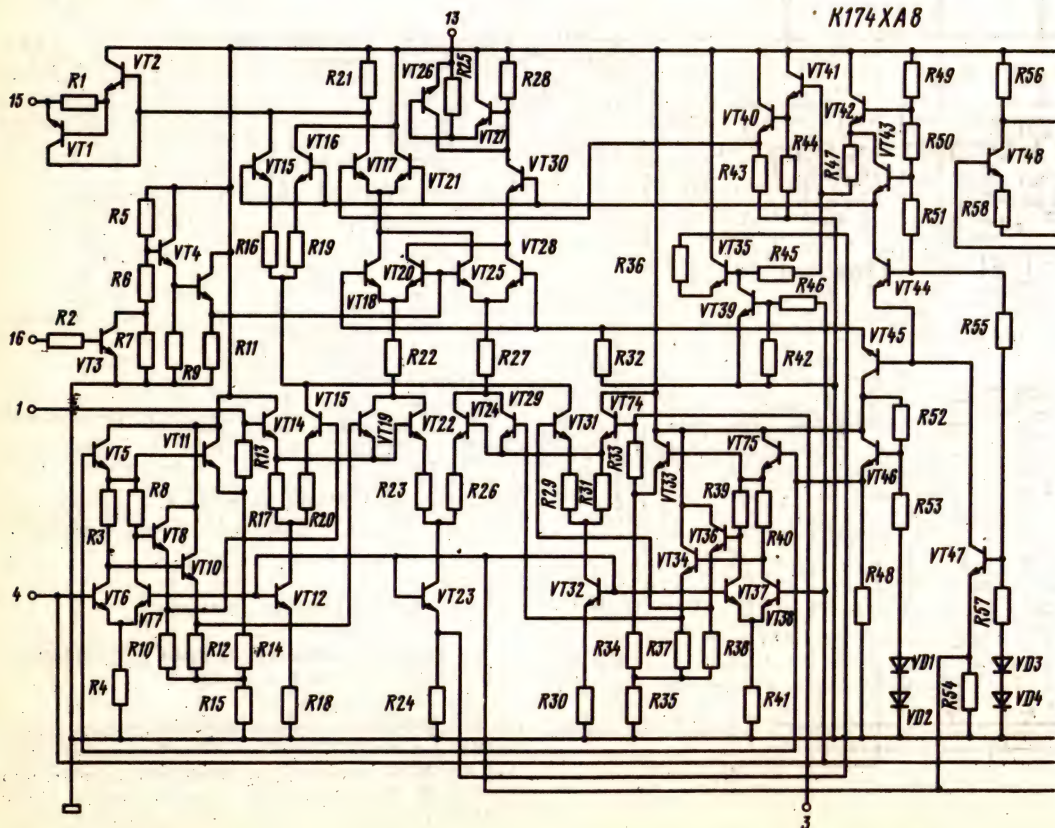 К174ХА8
13
VT2
R1
15
VT1
R21
VT26
R25
R28
VT27
VT41
VT40
VT42
R49
R56
VT43
R50
VT16
VT15
VT17
VT21
VT30
R43
R44
R47
VT48
R58
R51
R5
VT4
R6
R16
R19
VT28
R36
VT35
R45
VT44
VT20
VT25
VT18
VT39
R46
R2
16
VT3
R7
R9
R11
R22
R27
R32
R42
VT45
R55
1
VT15
VT14
VT19
VT22
VT24
VT29
VT31
VT74
VT75
R52
VT5
VT11
R13
R33
VT33
VT46
R3
R8
R17
R20
R23
R26
R29
R31
R39
R40
R53
VT8
VT10
VT36
VT34
VT47
4
VT6
VT7
VT12
VT23
VT32
VT37
VT38
R48
R57
R10
R12
R14
R34
R37
R38
R4
R15
R18
R24
R30
R35
R41
VD1
VD2
R54
VD3
VD4
3